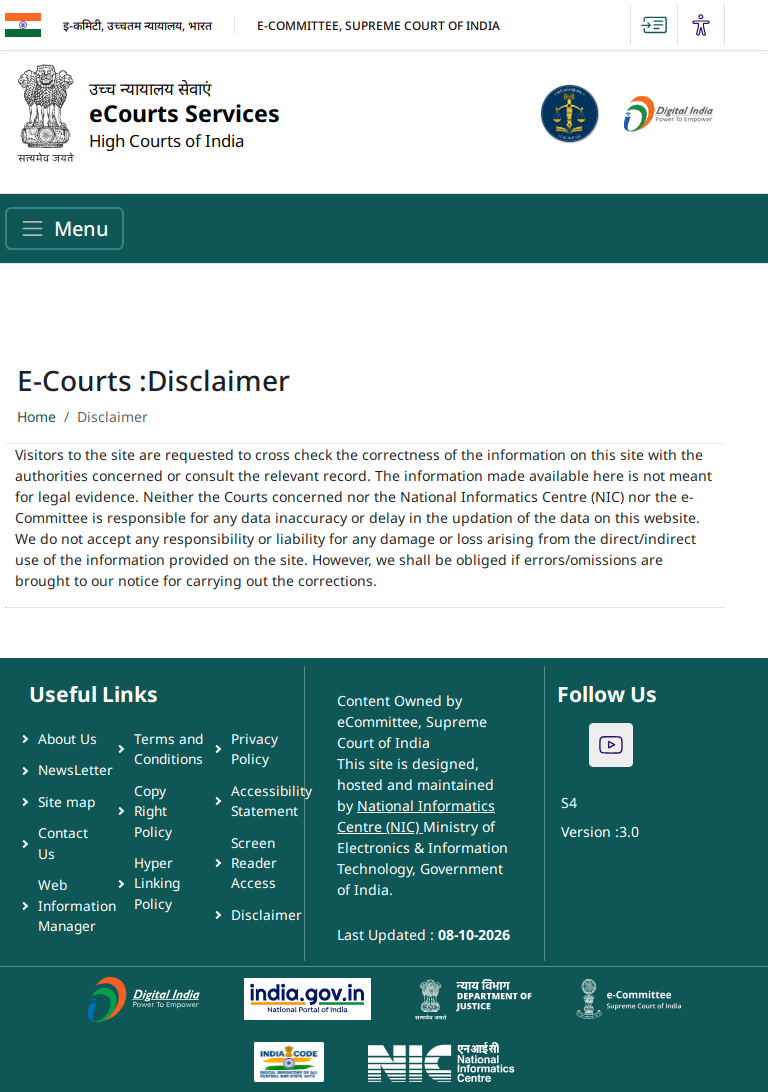 इ-कमिटी, उच्चतम न्यायालय, भारत
E-COMMITTEE, SUPREME COURT OF INDIA
उच्च न्यायालय सेवाएं
eCourts Services
High Courts of India
सत्यमेव जयते
Digital India
Power To Empower
Menu
E-Courts :Disclaimer
Home / Disclaimer
Visitors to the site are requested to cross check the correctness of the information on this site with the
authorities concerned or consult the relevant record. The information made available here is not meant
for legal evidence. Neither the Courts concerned nor the National Informatics Centre (NIC) nor the e-
Committee is responsible for any data inaccuracy or delay in the updation of the data on this website.
We do not accept any responsibility or liability for any damage or loss arising from the direct/indirect
use of the information provided on the site. However, we shall be obliged if errors/omissions are
brought to our notice for carrying out the corrections.
Useful Links
About Us
NewsLetter
Site map
Contact
Us
Web
Information
Manager
Terms and
Conditions
Copy
Right
Policy
Hyper
Linking
Policy
Privacy
Policy
Accessibility
Statement
Screen
Reader
Access
Disclaimer
Content Owned by
eCommittee, Supreme
Court of India
This site is designed,
hosted and maintained
by National Informatics
Centre (NIC) Ministry of
Electronics & Information
Technology, Government
of India.
Last Updated : 08-10-2026
Follow Us
S4
Version :3.0
Digital India
Power To Empower
india.gov.in
National Portal of India
सत्यमेव जयते
न्याय विभाग
DEPARTMENT OF
JUSTICE
e-Committee
Supreme Court of India
INDIA CODE
DIGITAL REPOSITORY OF ALL
CENTRAL AND STATE ACTS
NIC
एनआईसी
National
Informatics
Centre